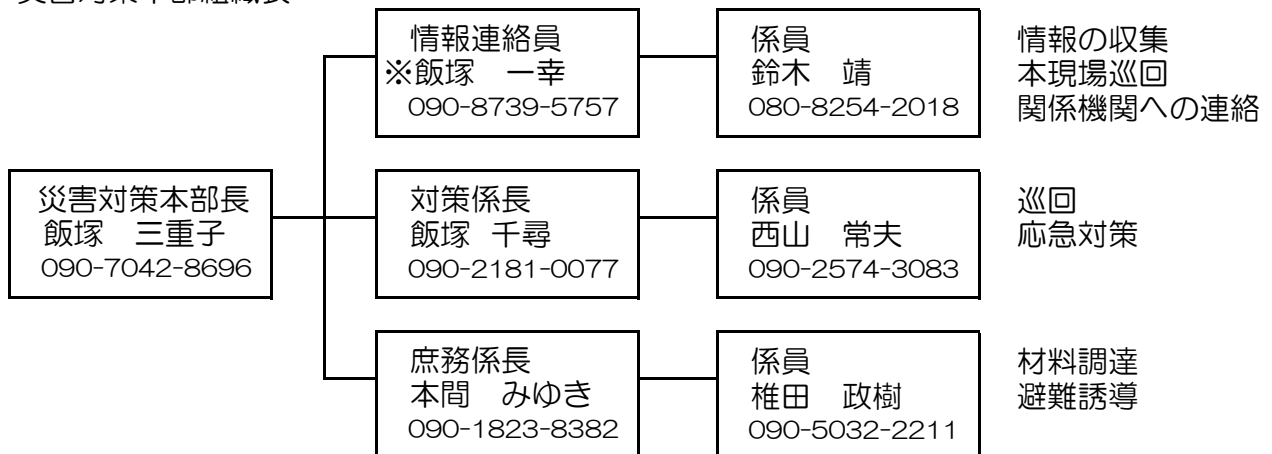 災害対策本部組織表
情報連絡員
※飯塚　一幸
090-8739-5757
係員
鈴木　靖
080-8254-2018
情報の収集
本現場巡回
関係機関への連絡
災害対策本部長
飯塚　三重子
090-7042-8696
対策係長
飯塚 千尋
090-2181-0077
係員
西山　常夫
090-2574-3083
巡回
応急対策
庶務係長
本間　みゆき
090-1823-8382
係員
椎田　政樹
090-5032-2211
材料調達
避難誘導